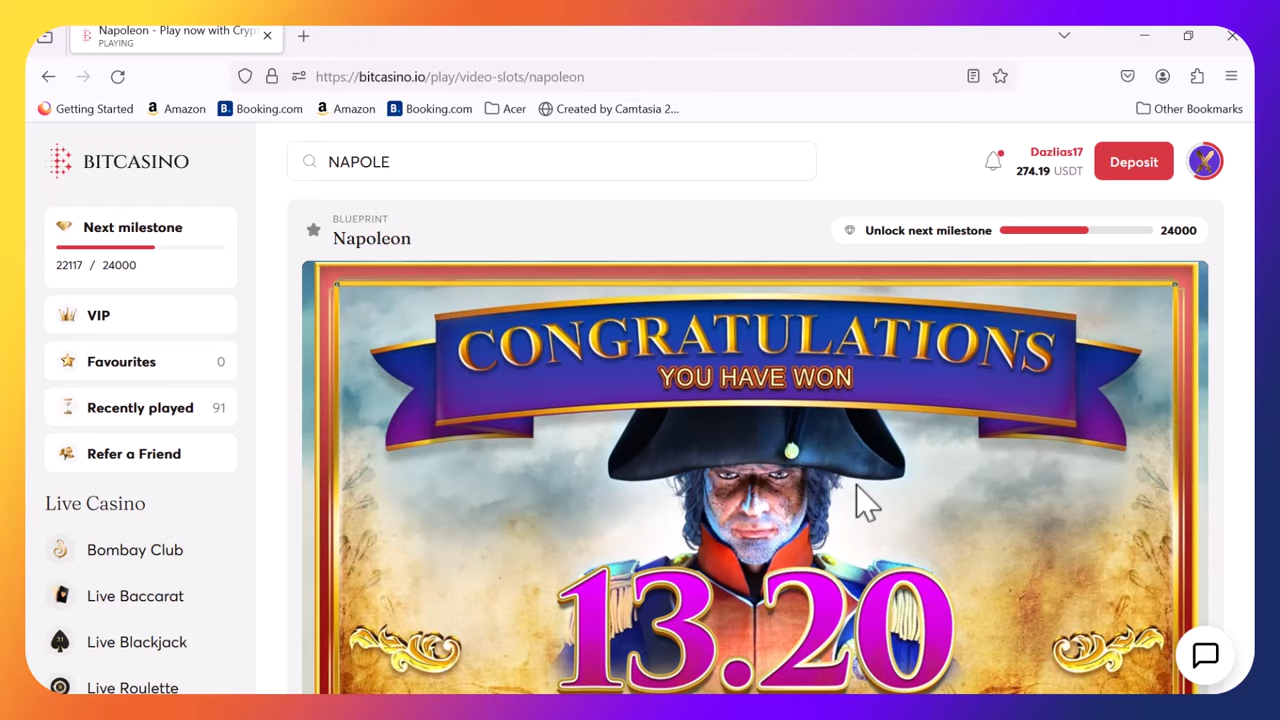 Napoleon - Play now with Cryp
PLAYING
https://bitcasino.io/play/video-slots/napoleon
Getting Started
a Amazon
B. Booking.com
a Amazon
B. Booking.com
Acer
Created by Camtasia 2...
Other Bookmarks
BITCASINO
NAPOLE
Dazlias17
274.19 USDT
Deposit
Next milestone
22117 / 24000
BLUEPRINT
Napoleon
Unlock next milestone 24000
VIP
Favourites 0
Recently played 91
Refer a Friend
Live Casino
Bombay Club
Live Baccarat
21
Live Blackjack
Live Roulette
CONGRATULATIONS
YOU HAVE WON
13.20